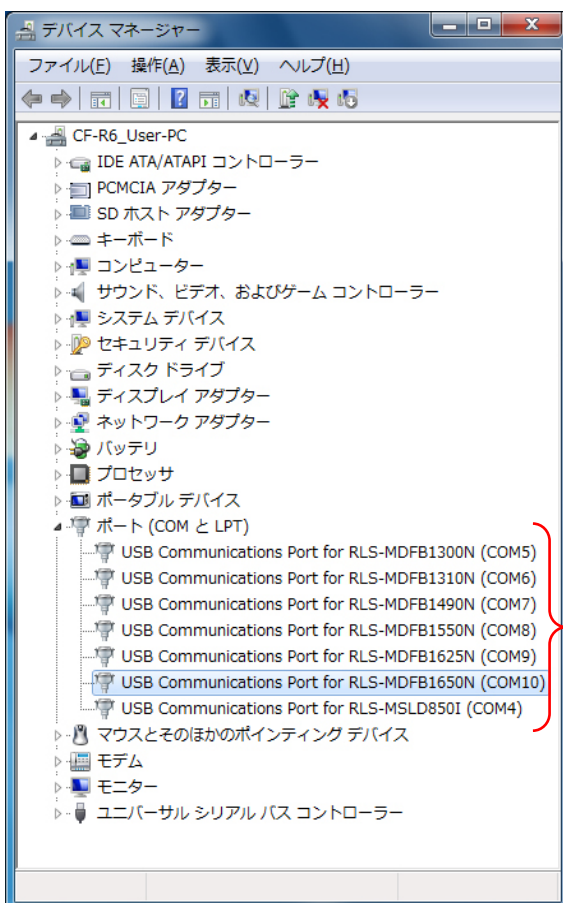 デバイス マネージャー
ファイル(F) 操作(A) 表示(V) ヘルプ(H)
CF-R6_User-PC
IDE ATA/ATAPI コントローラー
PCMCIA アダプター
SD ホスト アダプター
キーボード
コンピューター
サウンド、ビデオ、およびゲーム コントローラー
システム デバイス
セキュリティ デバイス
ディスク ドライブ
ディスプレイ アダプター
ネットワーク アダプター
バッテリ
プロセッサ
ポータブル デバイス
ポート (COM と LPT)
USB Communications Port for RLS-MDFB1300N (COM5)
USB Communications Port for RLS-MDFB1310N (COM6)
USB Communications Port for RLS-MDFB1490N (COM7)
USB Communications Port for RLS-MDFB1550N (COM8)
USB Communications Port for RLS-MDFB1625N (COM9)
USB Communications Port for RLS-MDFB1650N (COM10)
USB Communications Port for RLS-MSLD850I (COM4)
マウスとそのほかのポインティング デバイス
モデム
モニター
ユニバーサル シリアル バス コントローラー